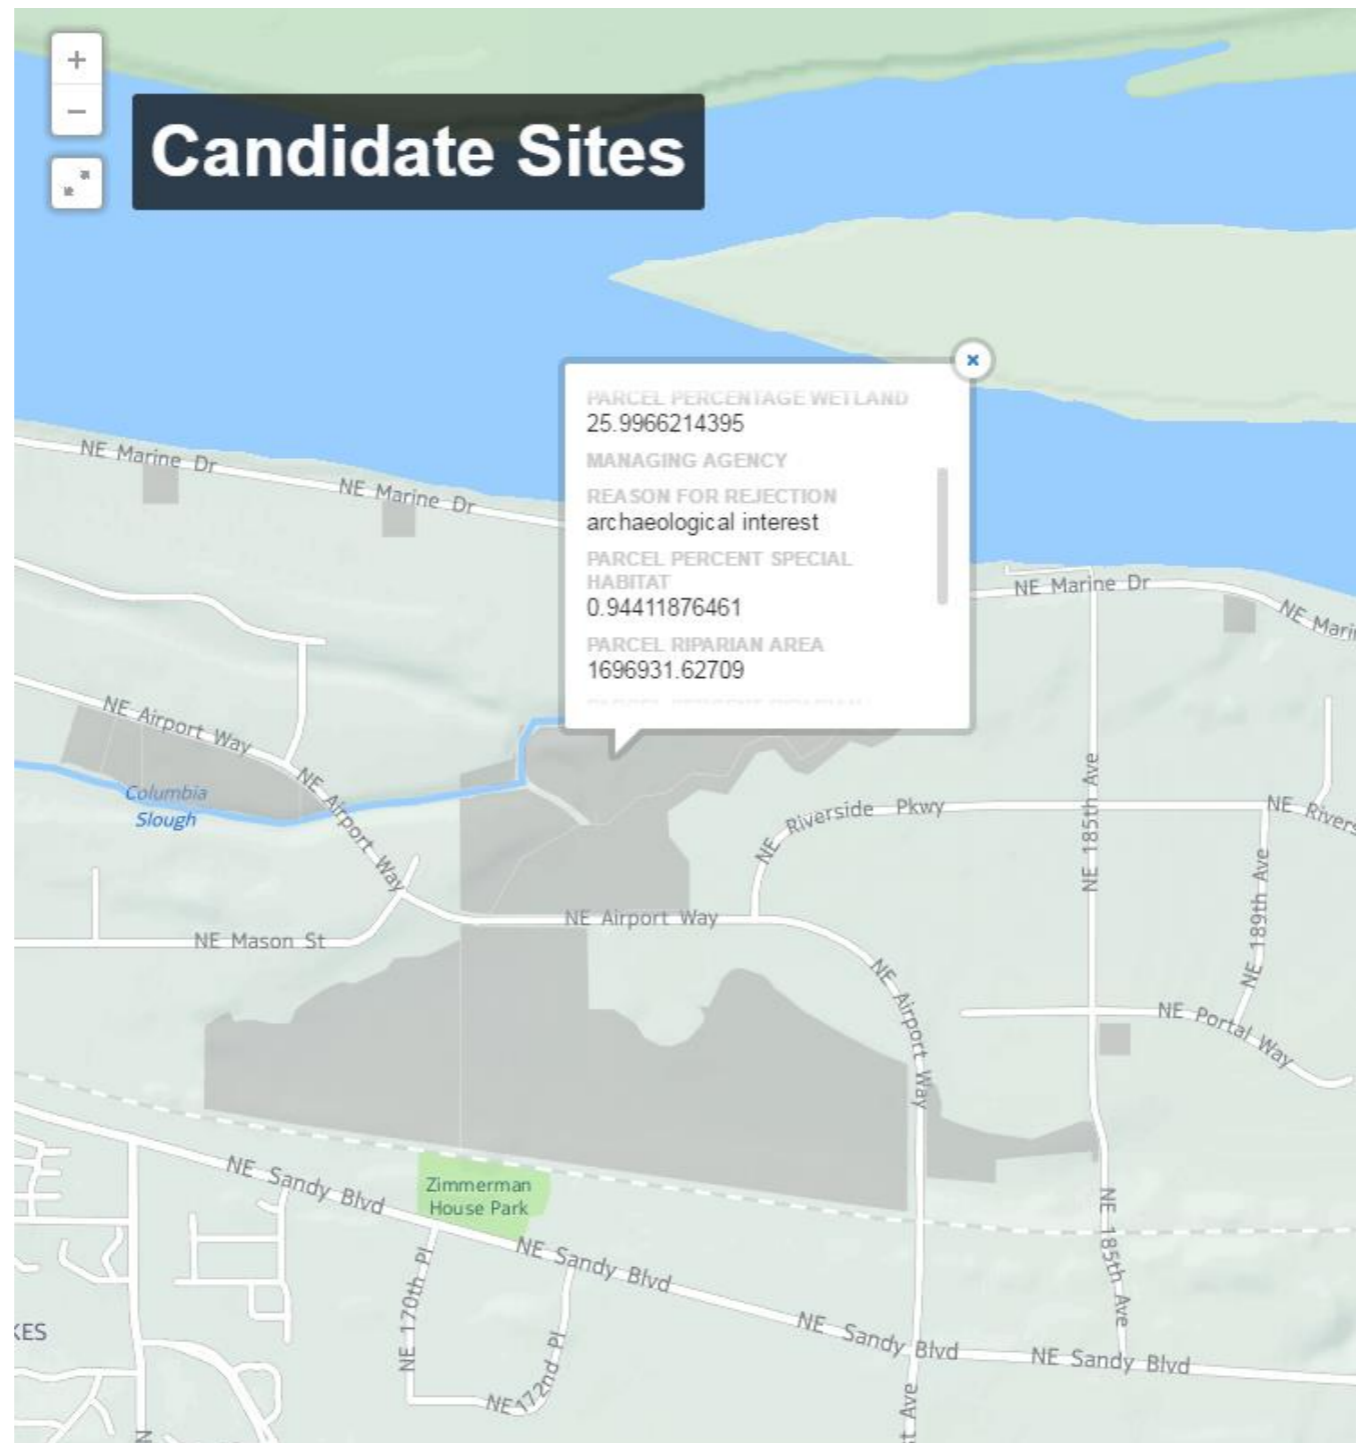 +
−
Candidate Sites
×
PARCEL PERCENTAGE WETLAND
25.9966214395
MANAGING AGENCY
REASON FOR REJECTION
archaeological interest
PARCEL PERCENT SPECIAL
HABITAT
0.94411876461
PARCEL RIPARIAN AREA
1696931.62709
NE Marine Dr
NE Marine Dr
NE Marine Dr
NE Marin
NE Airport Way
NE Airport Way
Columbia
Slough
NE Riverside Pkwy
NE Rivers
NE 185th Ave
NE 189th Ave
NE Airport Way
NE Mason St
NE Airport Way
NE Portal Way
NE Sandy Blvd
Zimmerman
House Park
NE Sandy Blvd
NE 185th Ave
NE 170th Pl
NE 172nd Pl
KES
NE Sandy Blvd
NE Sandy Blvd
st Ave
N